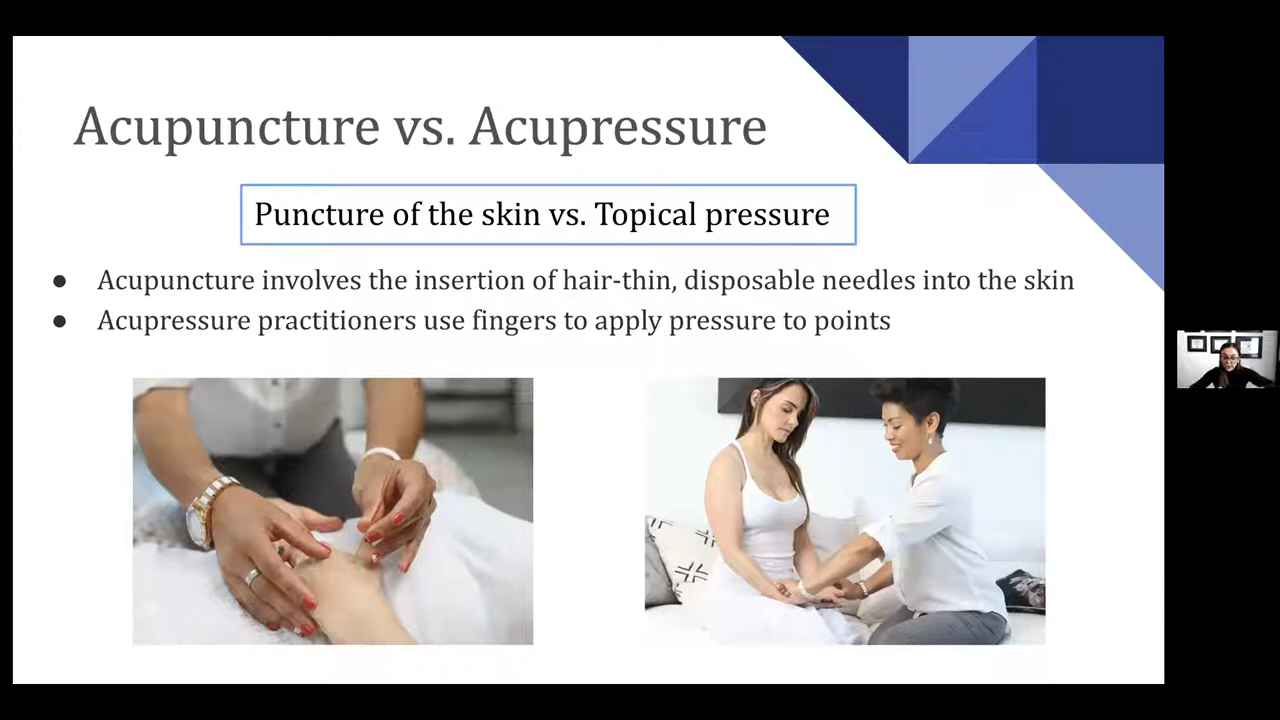 Acupuncture vs. Acupressure
Puncture of the skin vs. Topical pressure
● Acupuncture involves the insertion of hair-thin, disposable needles into the skin
● Acupressure practitioners use fingers to apply pressure to points